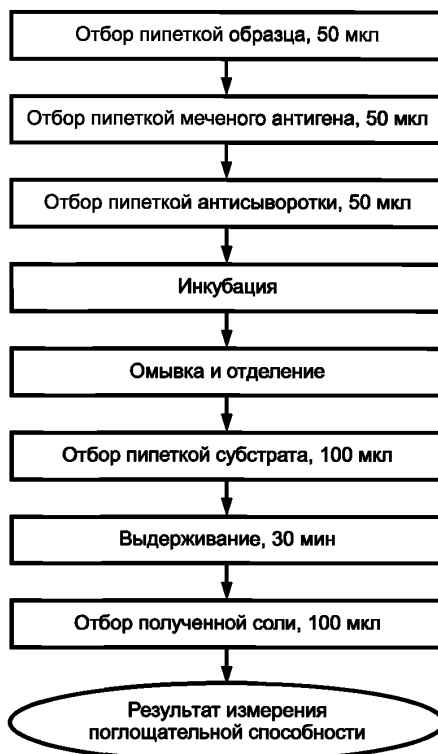 Отбор пипеткой образца, 50 мкл
Отбор пипеткой меченого антигена, 50 мкл
Отбор пипеткой антисыворотки, 50 мкл
Инкубация
Омывка и отделение
Отбор пипеткой субстрата, 100 мкл
Выдерживание, 30 мин
Отбор полученной соли, 100 мкл
Результат измерения
поглощательной способности